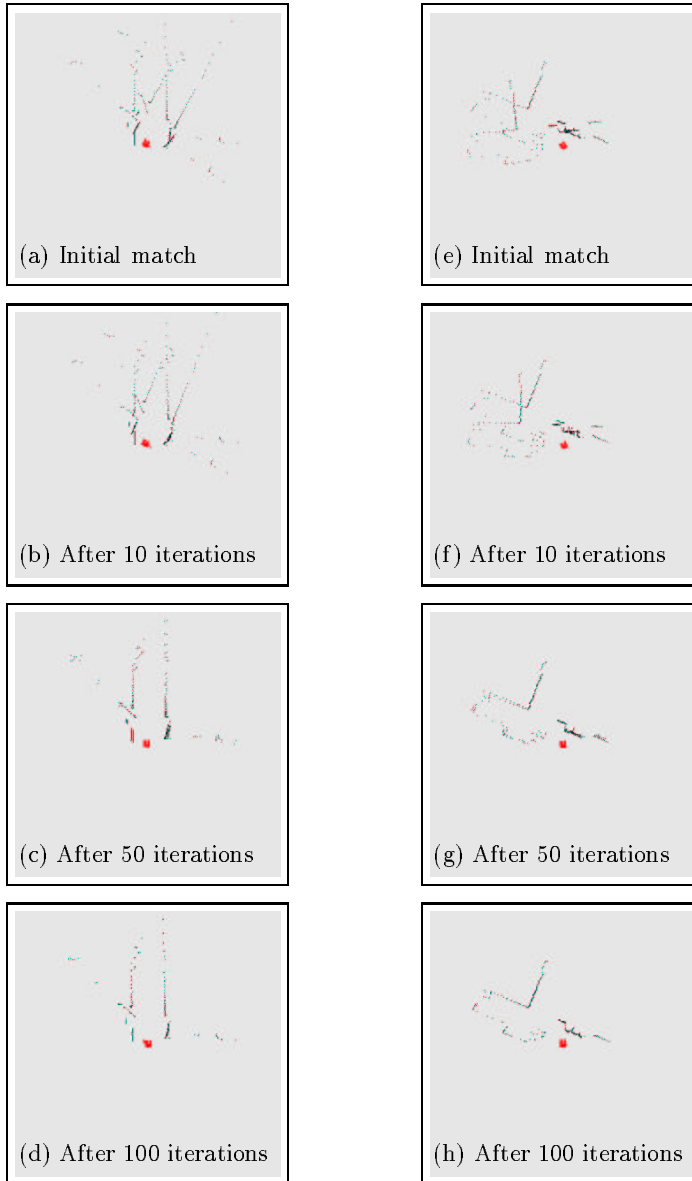 (a) Initial match
(e) Initial match
(b) After 10 iterations
(f) After 10 iterations
(c) After 50 iterations
(g) After 50 iterations
(d) After 100 iterations
(h) After 100 iterations